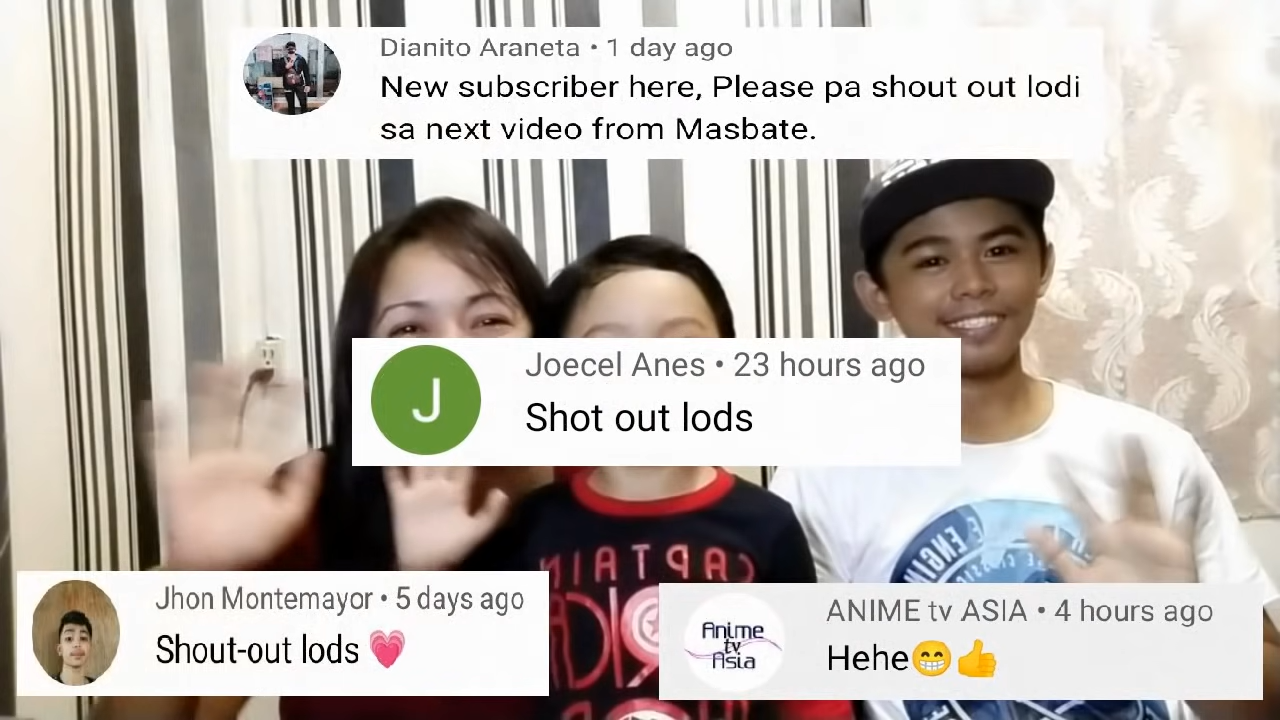 Dianito Araneta • 1 day ago
New subscriber here, Please pa shout out lodi
sa next video from Masbate.
J
Joecel Anes • 23 hours ago
Shot out lods
CAPTAIN
Jhon Montemayor • 5 days ago
Shout-out lods 💗
Anime
tv
Asia
ANIME tv ASIA • 4 hours ago
Hehe😁👍